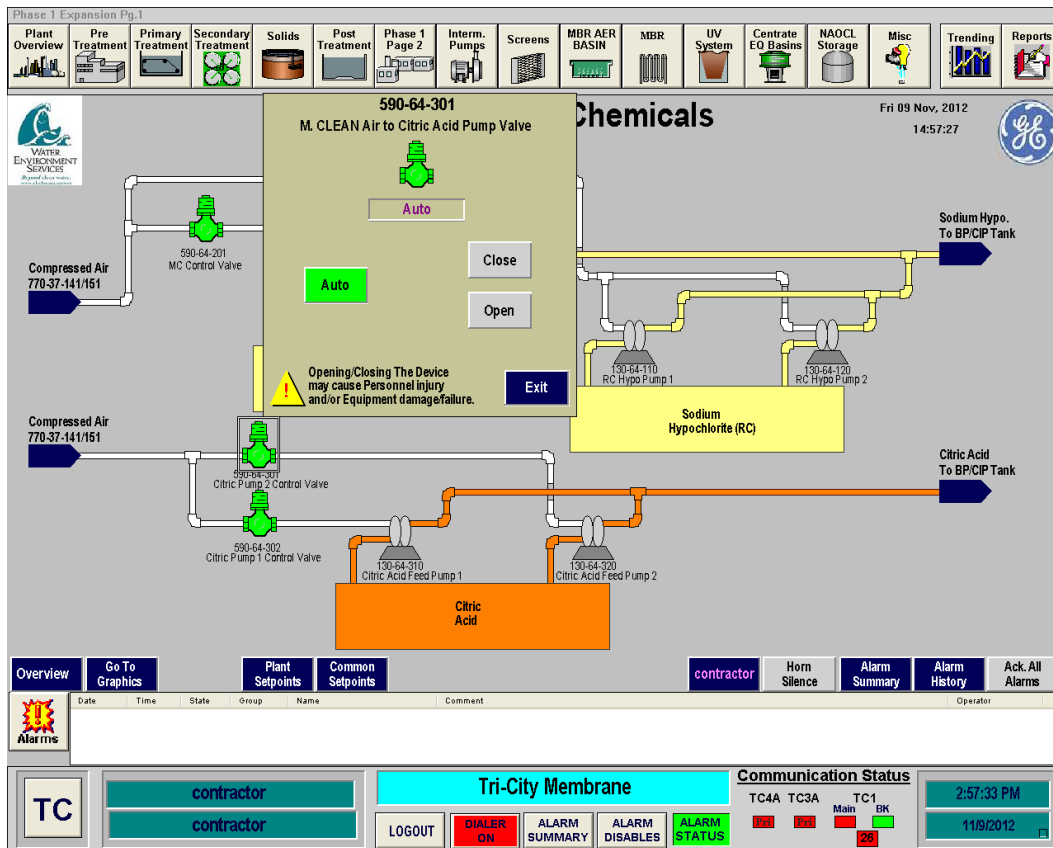 Phase 1 Expansion Pg.1
Plant
Overview
Pre
Treatment
Primary
Treatment
Secondary
Treatment
Solids
Post
Treatment
Phase 1
Page 2
Interm.
Pumps
Screens
MBR AER
BASIN
MBR
UV
System
Centrate
EQ Basins
NAOCL
Storage
Misc
Trending
Reports
WATER
ENVIRONMENT
SERVICES
Chemicals
Fri 09 Nov, 2012
14:57:27
590-64-301
M. CLEAN Air to Citric Acid Pump Valve
Auto
Close
Auto
Open
Opening/Closing The Device
may cause Personnel injury
and/or Equipment damage/failure.
Exit
590-64-201
MC Control Valve
Compressed Air
770-37-141/151
Sodium Hypo.
To BP/CIP Tank
130-64-110
RC Hypo Pump 1
130-64-120
RC Hypo Pump 2
Sodium
Hypochlorite (RC)
Compressed Air
770-37-141/151
590-64-301
Citric Pump 2 Control Valve
590-64-302
Citric Pump 1 Control Valve
Citric Acid
To BP/CIP Tank
130-64-310
Citric Acid Feed Pump 1
130-64-320
Citric Acid Feed Pump 2
Citric
Acid
Overview
Go To
Graphics
Plant
Setpoints
Common
Setpoints
contractor
Horn
Silence
Alarm
Summary
Alarm
History
Ack. All
Alarms
Alarms
Date Time State Group Name Comment Operator
TC
contractor
contractor
Tri-City Membrane
LOGOUT
DIALER
ON
ALARM
SUMMARY
ALARM
DISABLES
ALARM
STATUS
Communication Status
TC4A TC3A TC1
Main BK
Pri Pri
26
2:57:33 PM
11/9/2012